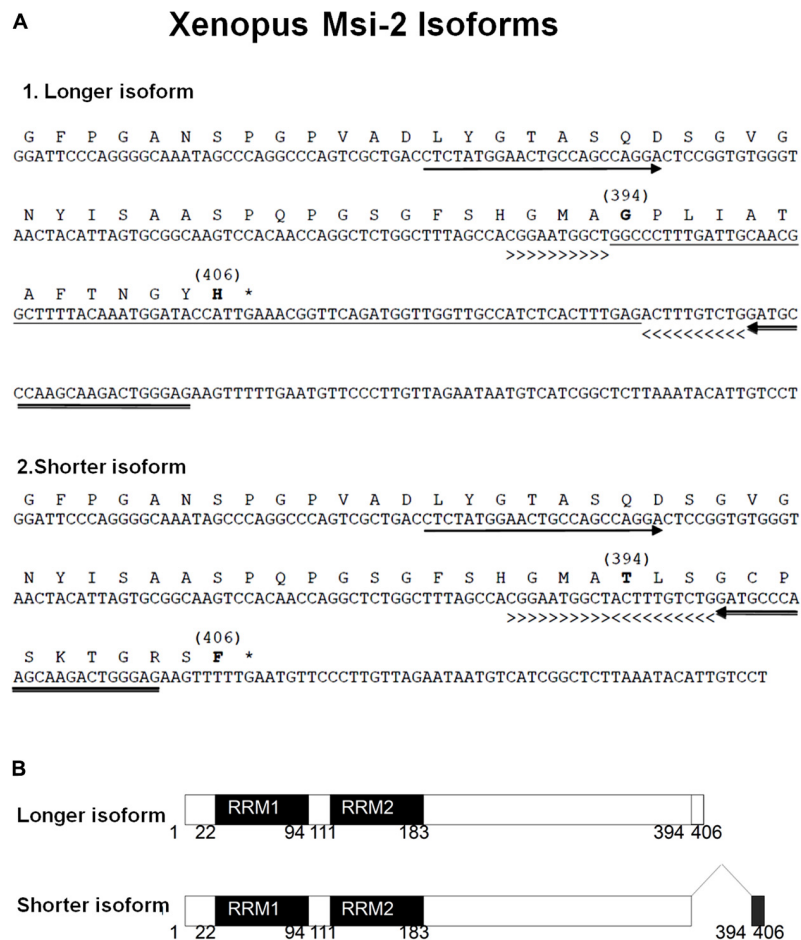 A
Xenopus Msi-2 Isoforms
1. Longer isoform
G F P G A N S P G P V A D L Y G T A S Q D S G V G
GGATTCCCAGGGGCAAATAGCCCAGGCCCAGTCGCTGACCTCTATGGAACTGCCAGCCAGGACTCCGGTGTGGGT
(394)
N Y I S A A S P Q P G S G F S H G M A G P L I A T
AACTACATTAGTGCGGCAAGTCCACAACCAGGCTCTGGCTTTAGCCACGGAATGGCTGGCCCTTTGATTGCAACG
>>>>>>>>>>
(406)
A F T N G Y H *
GCTTTTACAAATGGATACCATTGAAACGGTTCAGATGGTTGGTTGCCATCTCACTTTGAGACTTTGTCTGGATGC
<<<<<<<<<<
CCAAGCAAGACTGGGAGAAGTTTTTGAATGTTCCCTTGTTAGAATAATGTCATCGGCTCTTAAATACATTGTCCT
2.Shorter isoform
G F P G A N S P G P V A D L Y G T A S Q D S G V G
GGATTCCCAGGGGCAAATAGCCCAGGCCCAGTCGCTGACCTCTATGGAACTGCCAGCCAGGACTCCGGTGTGGGT
(394)
N Y I S A A S P Q P G S G F S H G M A T L S G C P
AACTACATTAGTGCGGCAAGTCCACAACCAGGCTCTGGCTTTAGCCACGGAATGGCTACTTTGTCTGGATGCCCA
>>>>>>>>>><<<<<<<<<<
(406)
S K T G R S F *
AGCAAGACTGGGAGAAGTTTTTGAATGTTCCCTTGTTAGAATAATGTCATCGGCTCTTAAATACATTGTCCT
B
Longer isoform RRM1 RRM2
1 22 94 111 183 394 406
Shorter isoform RRM1 RRM2
1 22 94 111 183 394 406